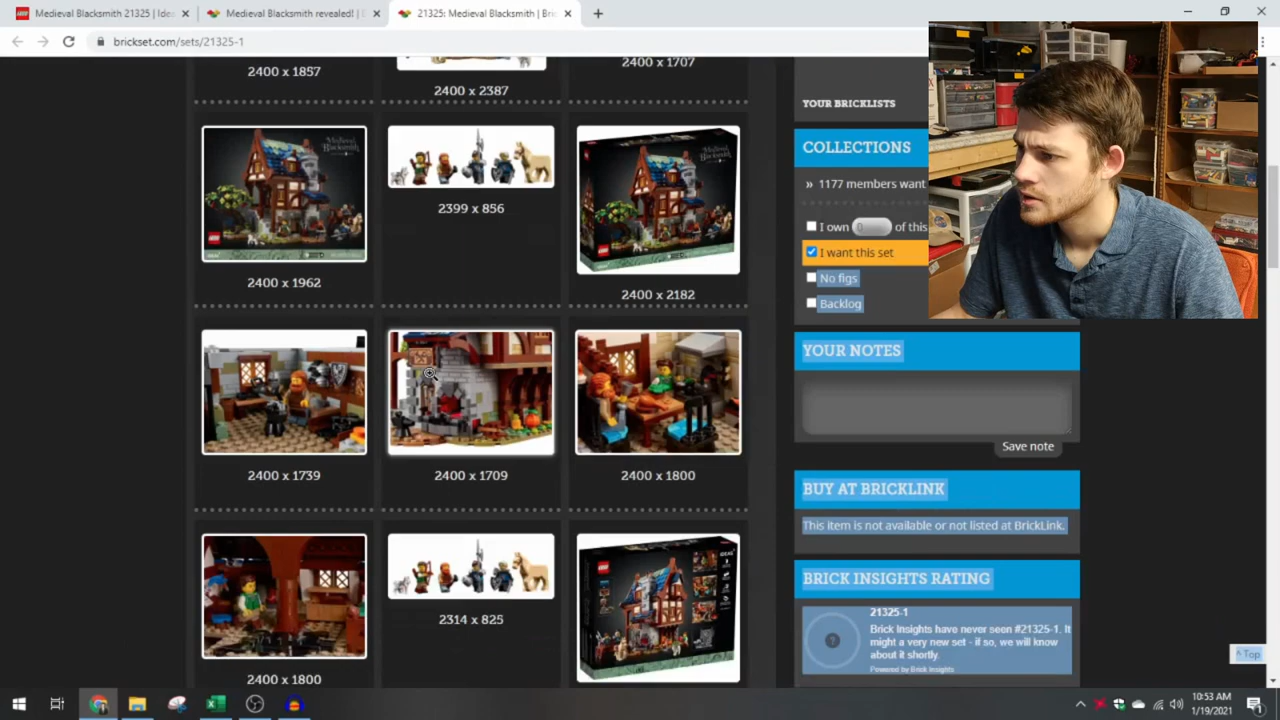 Medieval Blacksmith 21325 | Idea
Medieval Blacksmith revealed! |
21325: Medieval Blacksmith | Bric
brickset.com/sets/21325-1
2400 x 1857
2400 x 2387
2400 x 1707
2400 x 1962
2399 x 856
2400 x 2182
2400 x 1739
2400 x 1709
2400 x 1800
2400 x 1800
2314 x 825
YOUR BRICKLISTS
COLLECTIONS
» 1177 members want
I own 0 of this
I want this set
No figs
Backlog
YOUR NOTES
Save note
BUY AT BRICKLINK
This item is not available or not listed at BrickLink.
BRICK INSIGHTS RATING
21325-1
Brick Insights have never seen #21325-1. It
might a very new set - if so, we will know
about it shortly.
Powered by Brick Insights
^ Top
10:53 AM
1/19/2021